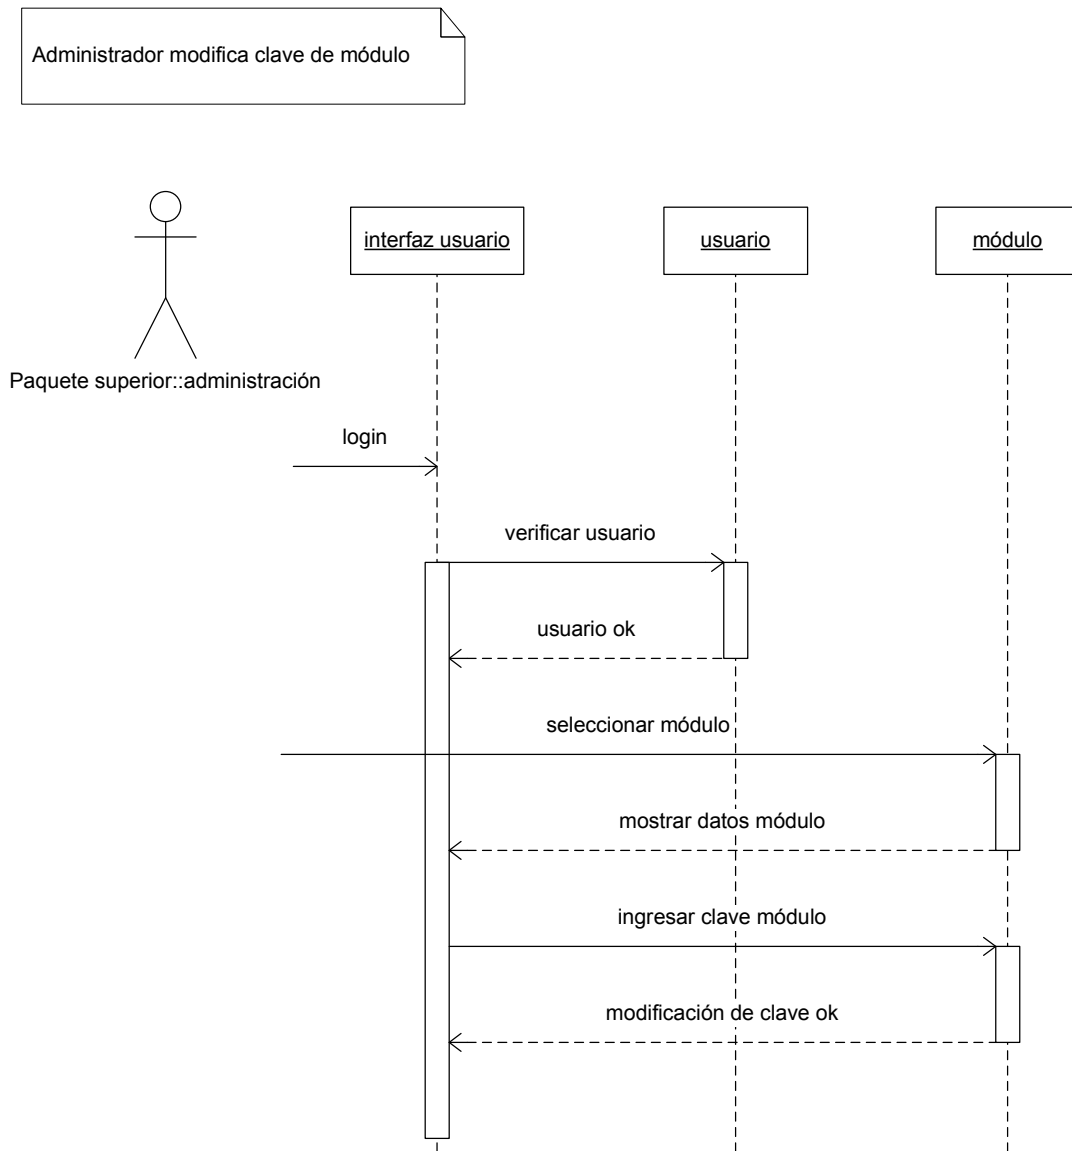 Administrador modifica clave de módulo
interfaz usuario
usuario
módulo
Paquete superior::administración
login
verificar usuario
usuario ok
seleccionar módulo
mostrar datos módulo
ingresar clave módulo
modificación de clave ok